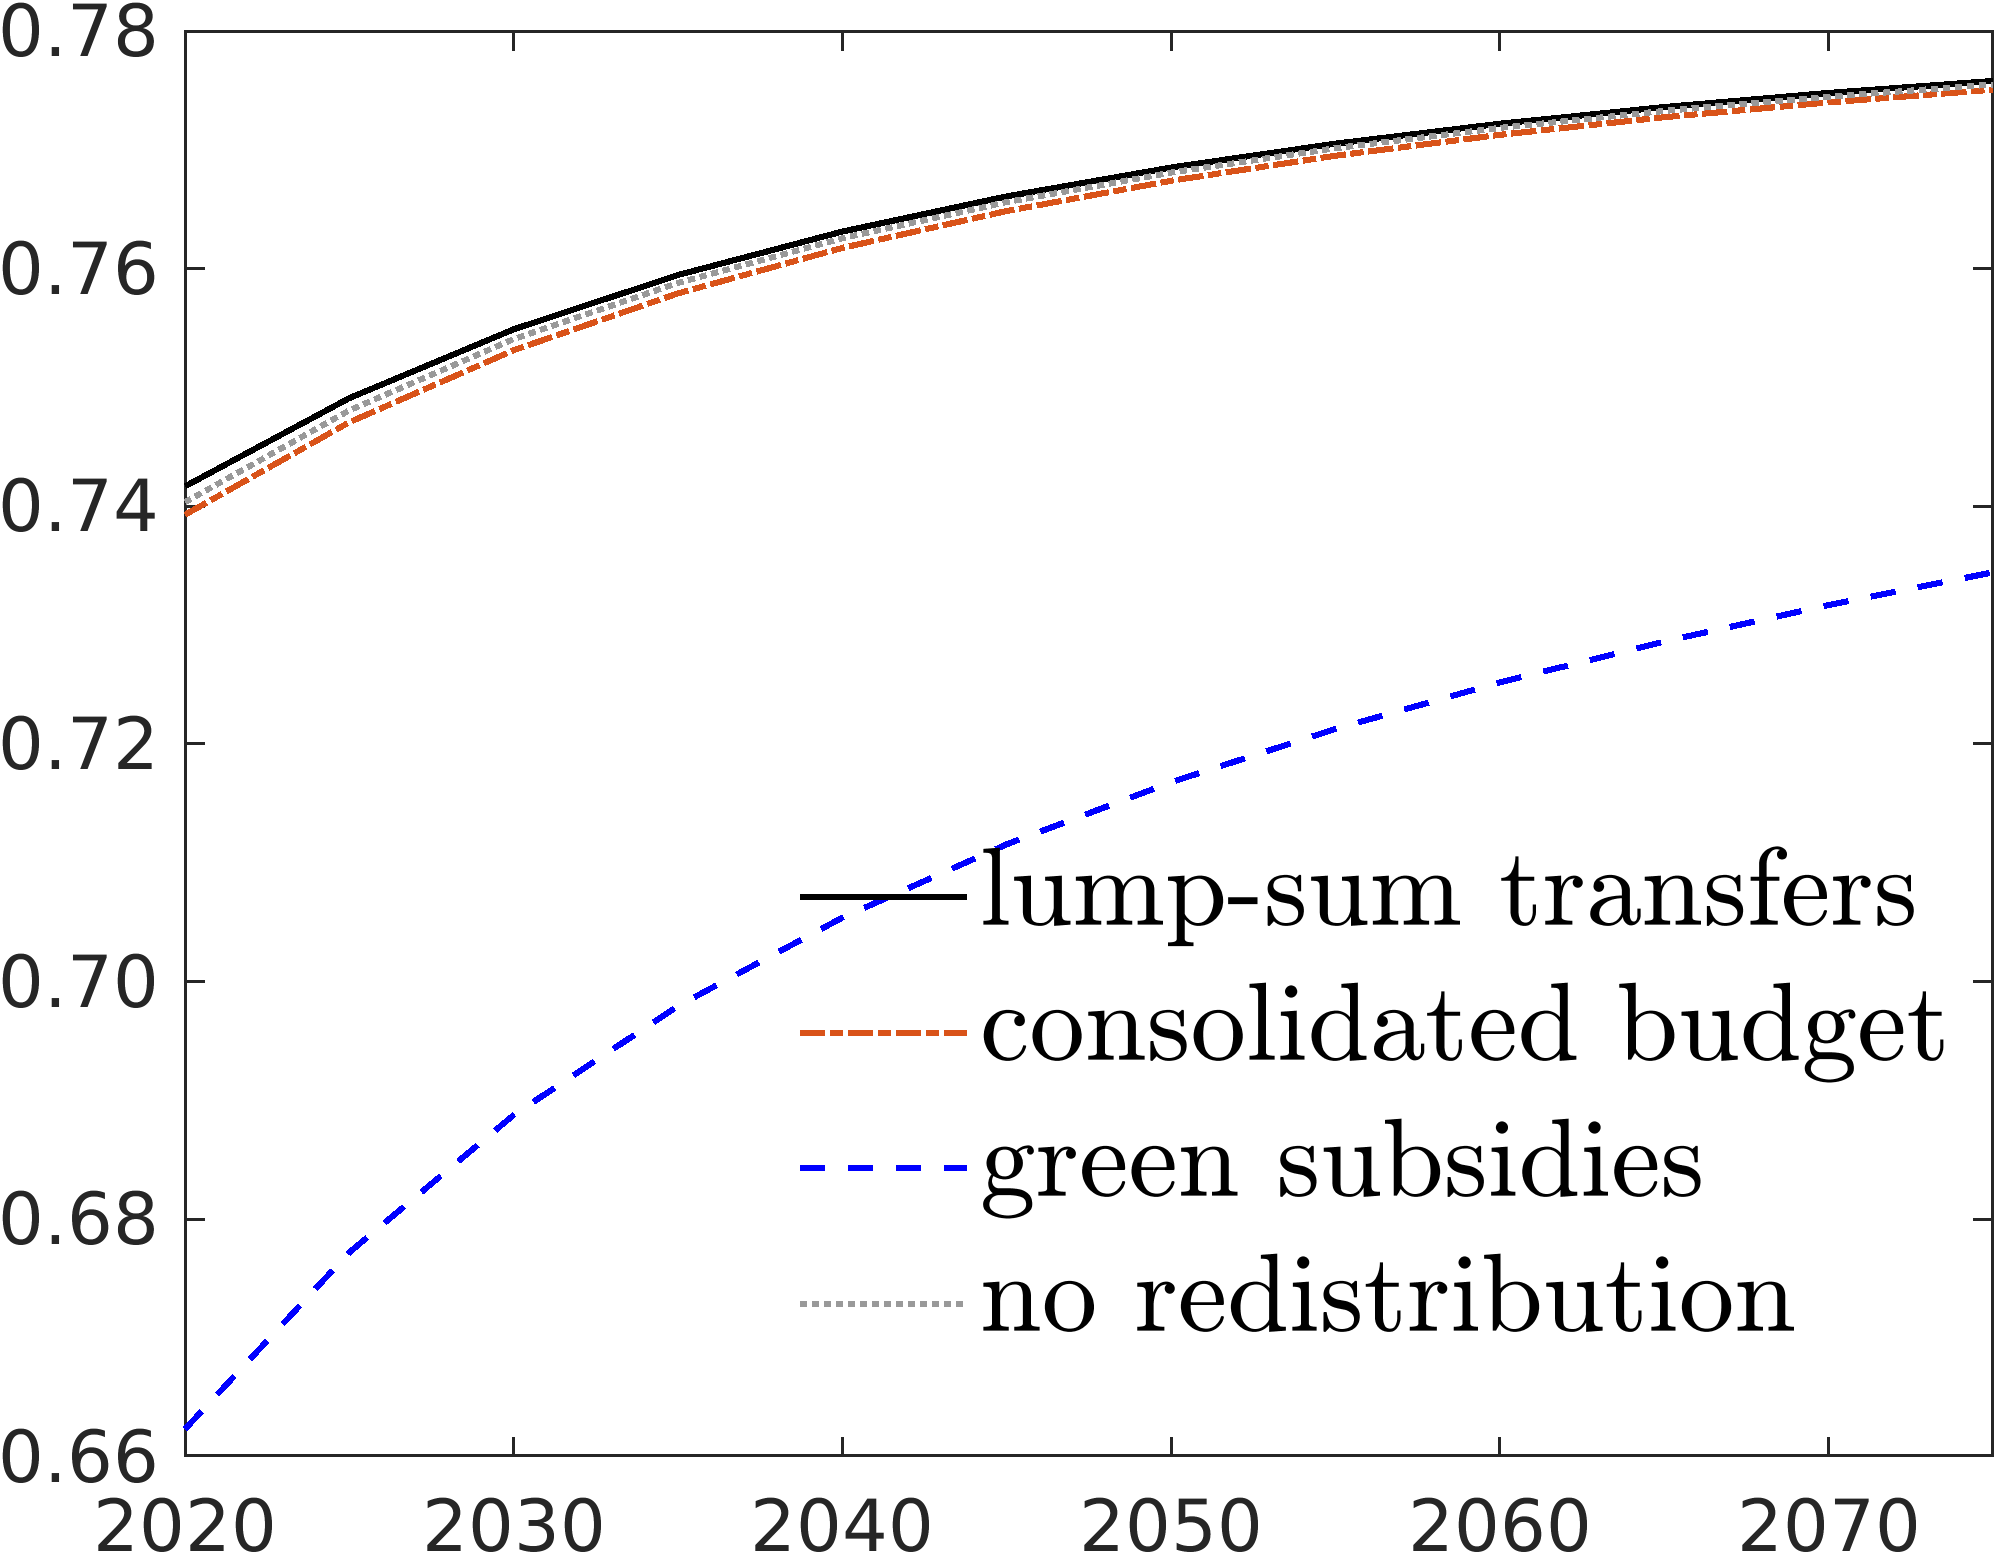 0.78
0.76
0.74
0.72
0.70
0.68
0.66
lump-sum transfers
consolidated budget
green subsidies
no redistribution
2020 2030 2040 2050 2060 2070